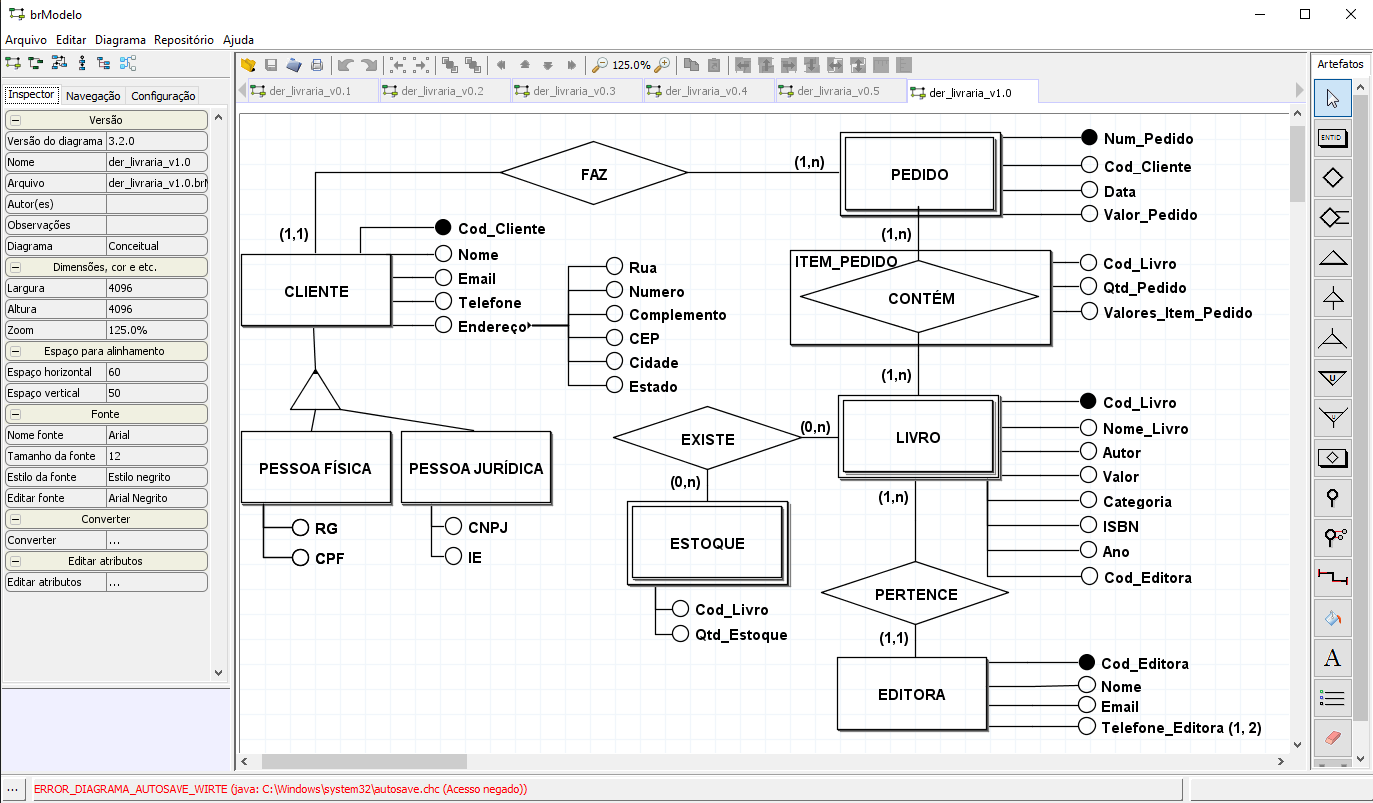 brModelo
Arquivo Editar Diagrama Repositório Ajuda
125.0%
Artefatos
Inspector Navegação Configuração
der_livraria_v0.1 der_livraria_v0.2 der_livraria_v0.3 der_livraria_v0.4 der_livraria_v0.5 der_livraria_v1.0
Versão
Versão do diagrama 3.2.0
Nome der_livraria_v1.0
Arquivo der_livraria_v1.0.brM
Autor(es)
Observações
Diagrama Conceitual
Dimensões, cor e etc.
Largura 4096
Altura 4096
Zoom 125.0%
Espaço para alinhamento
Espaço horizontal 60
Espaço vertical 50
Fonte
Nome fonte Arial
Tamanho da fonte 12
Estilo da fonte Estilo negrito
Editar fonte Arial Negrito
Converter
Converter ...
Editar atributos
Editar atributos ...
FAZ
(1,n)
(1,1)
PEDIDO
Num_Pedido
Cod_Cliente
Data
Valor_Pedido
(1,n)
CLIENTE
Cod_Cliente
Nome
Email
Telefone
Endereço
Rua
Numero
Complemento
CEP
Cidade
Estado
ITEM_PEDIDO
CONTÉM
Cod_Livro
Qtd_Pedido
Valores_Item_Pedido
(1,n)
PESSOA FÍSICA
RG
CPF
PESSOA JURÍDICA
CNPJ
IE
EXISTE
(0,n)
(0,n)
LIVRO
Cod_Livro
Nome_Livro
Autor
Valor
Categoria
ISBN
Ano
Cod_Editora
ESTOQUE
Cod_Livro
Qtd_Estoque
(1,n)
PERTENCE
(1,1)
EDITORA
Cod_Editora
Nome
Email
Telefone_Editora (1, 2)
ENTID
U
U
A
... ERROR_DIAGRAMA_AUTOSAVE_WIRTE (java: C:\Windows\system32\autosave.chc (Acesso negado))